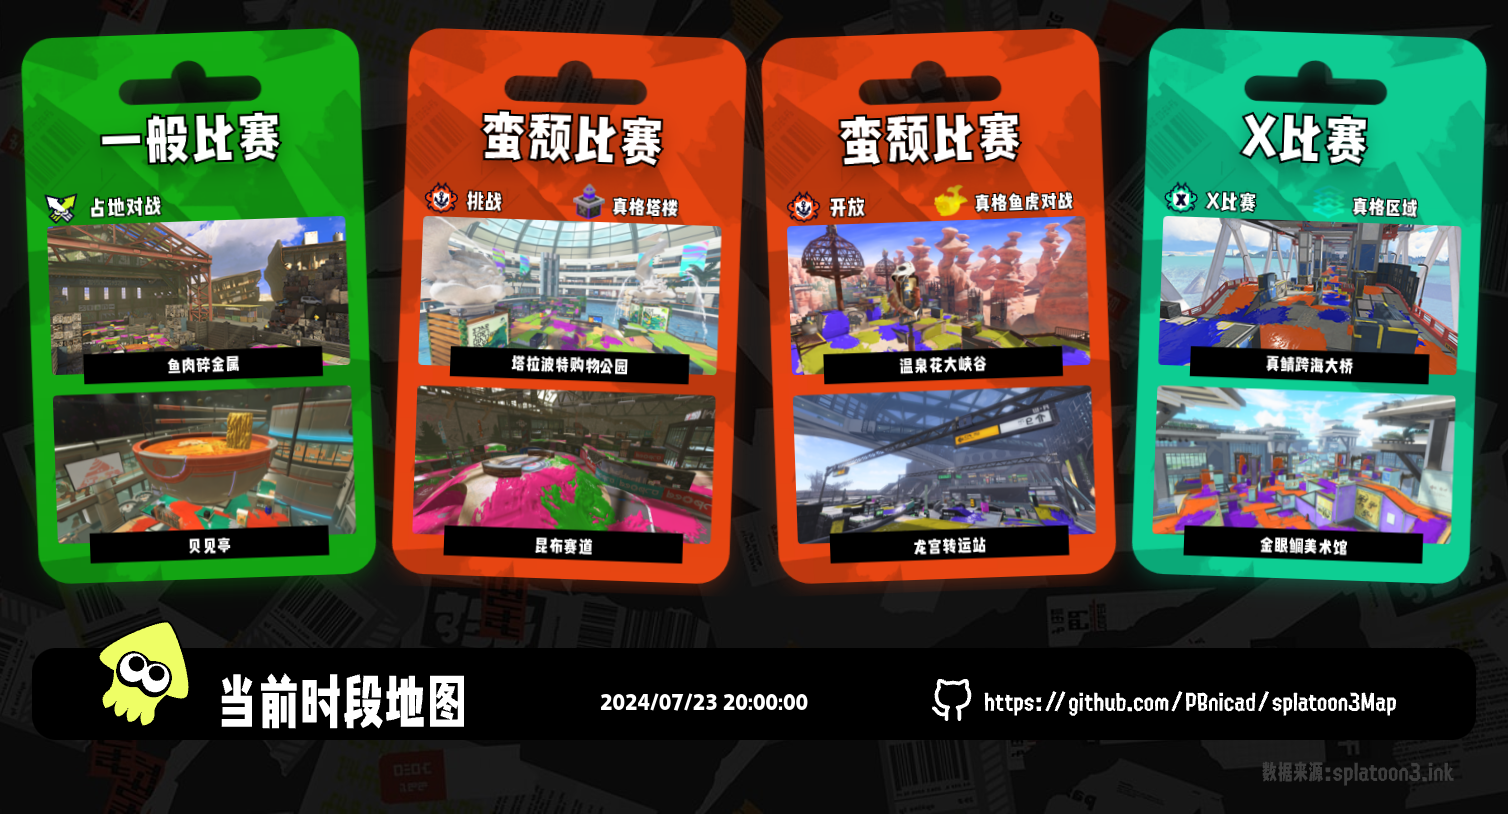 一般比赛
占地对战
鱼肉碎金属
贝见亭
蛮颓比赛
挑战
真格塔楼
塔拉波特购物公园
昆布赛道
蛮颓比赛
开放
真格鱼虎对战
温泉花大峡谷
龙宫转运站
X比赛
X比赛
真格区域
真鲭跨海大桥
金眼鲷美术馆
当前时段地图
2024/07/23 20:00:00
https://github.com/PBnicad/splatoon3Map
数据来源:splatoon3.ink